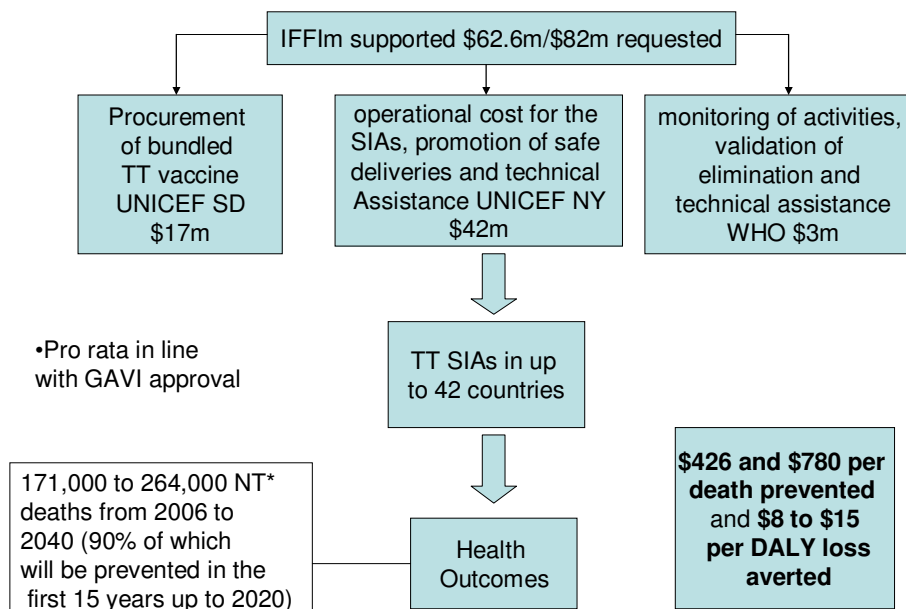 IFFIm supported $62.6m/$82m requested
Procurement
of bundled
TT vaccine
UNICEF SD
$17m
operational cost for the
SIAs, promotion of safe
deliveries and technical
Assistance UNICEF NY
$42m
monitoring of activities,
validation of
elimination and
technical assistance
WHO $3m
•Pro rata in line
with GAVI approval
TT SIAs in up
to 42 countries
171,000 to 264,000 NT*
deaths from 2006 to
2040 (90% of which
will be prevented in the
first 15 years up to 2020)
Health
Outcomes
$426 and $780 per
death prevented
and $8 to $15
per DALY loss
averted